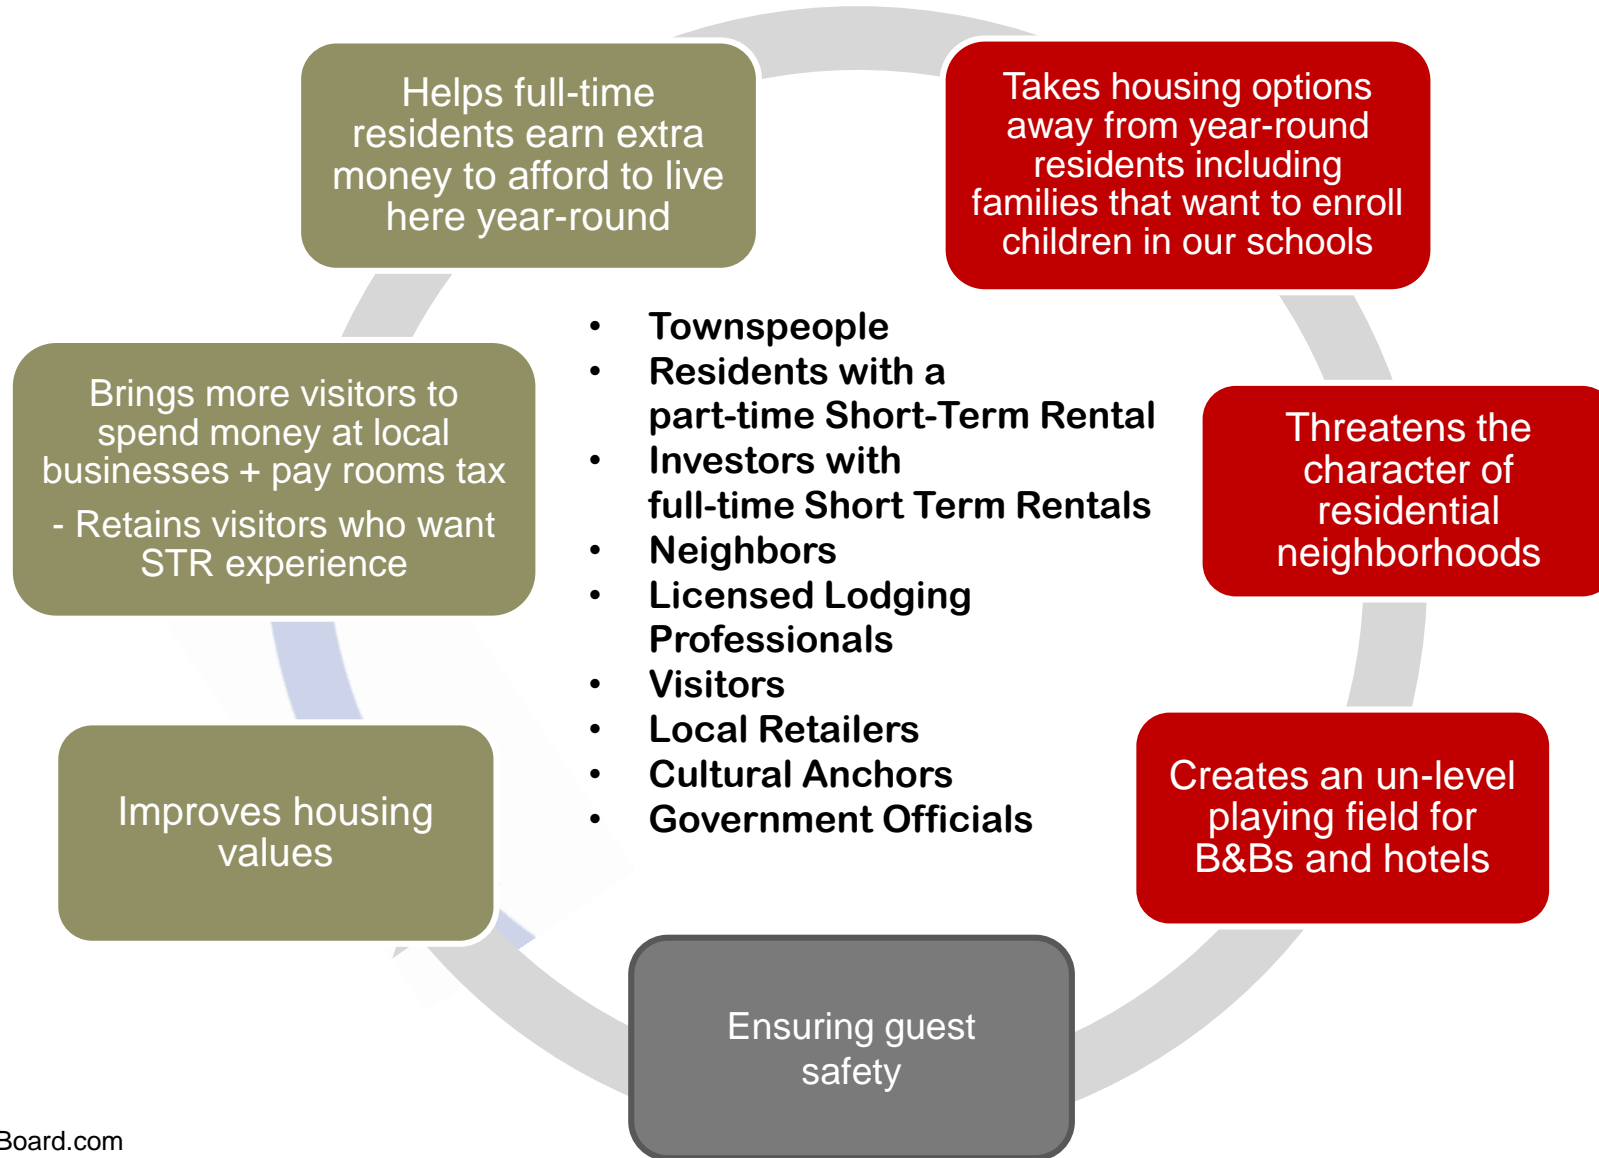 Helps full-time
residents earn extra
money to afford to live
here year-round
Takes housing options
away from year-round
residents including
families that want to enroll
children in our schools
Brings more visitors to
spend money at local
businesses + pay rooms tax
- Retains visitors who want
STR experience
• Townspeople
• Residents with a
part-time Short-Term Rental
• Investors with
full-time Short Term Rentals
• Neighbors
• Licensed Lodging
Professionals
• Visitors
• Local Retailers
• Cultural Anchors
• Government Officials
Threatens the
character of
residential
neighborhoods
Improves housing
values
Creates an un-level
playing field for
B&Bs and hotels
Ensuring guest
safety
Board.com